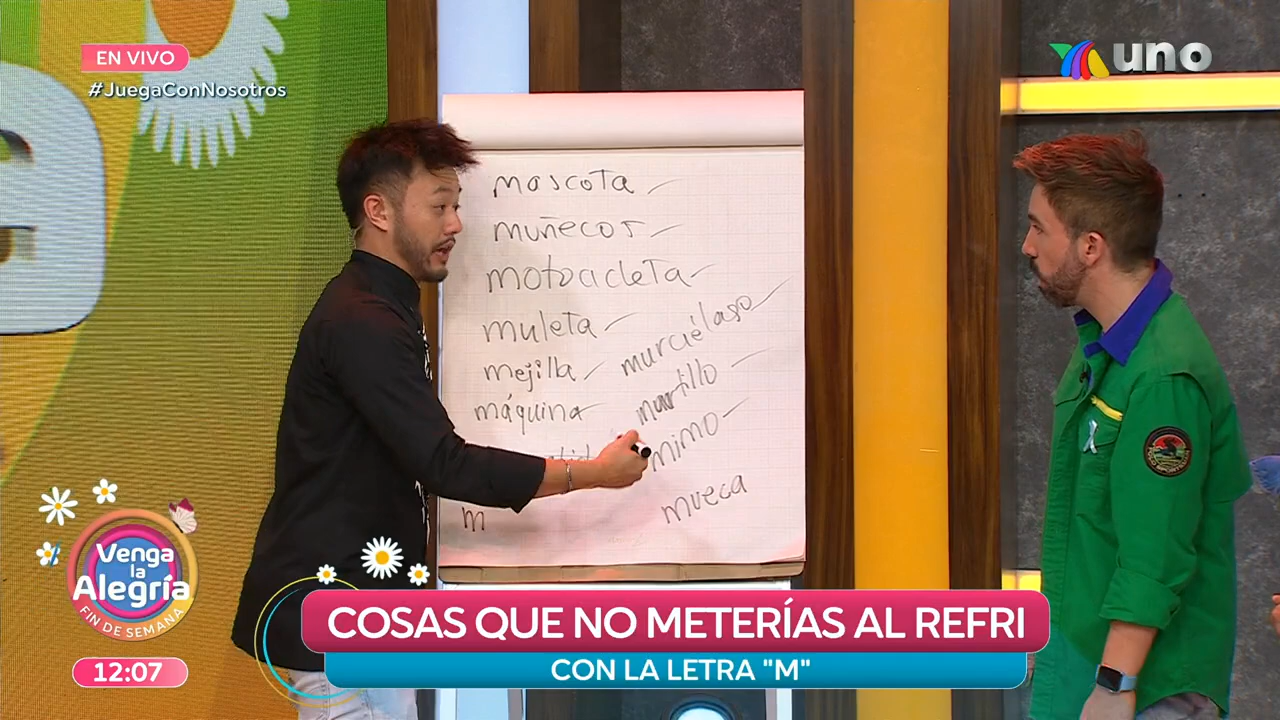 EN VIVO
#JuegaConNosotros
uno
mascota
muñecos
motocicleta
muleta
mejilla
máquina
m
murciélago
martillo
mimo
mueca
Venga
la
Alegría
FIN DE SEMANA
12:07
COSAS QUE NO METERÍAS AL REFRI
CON LA LETRA "M"